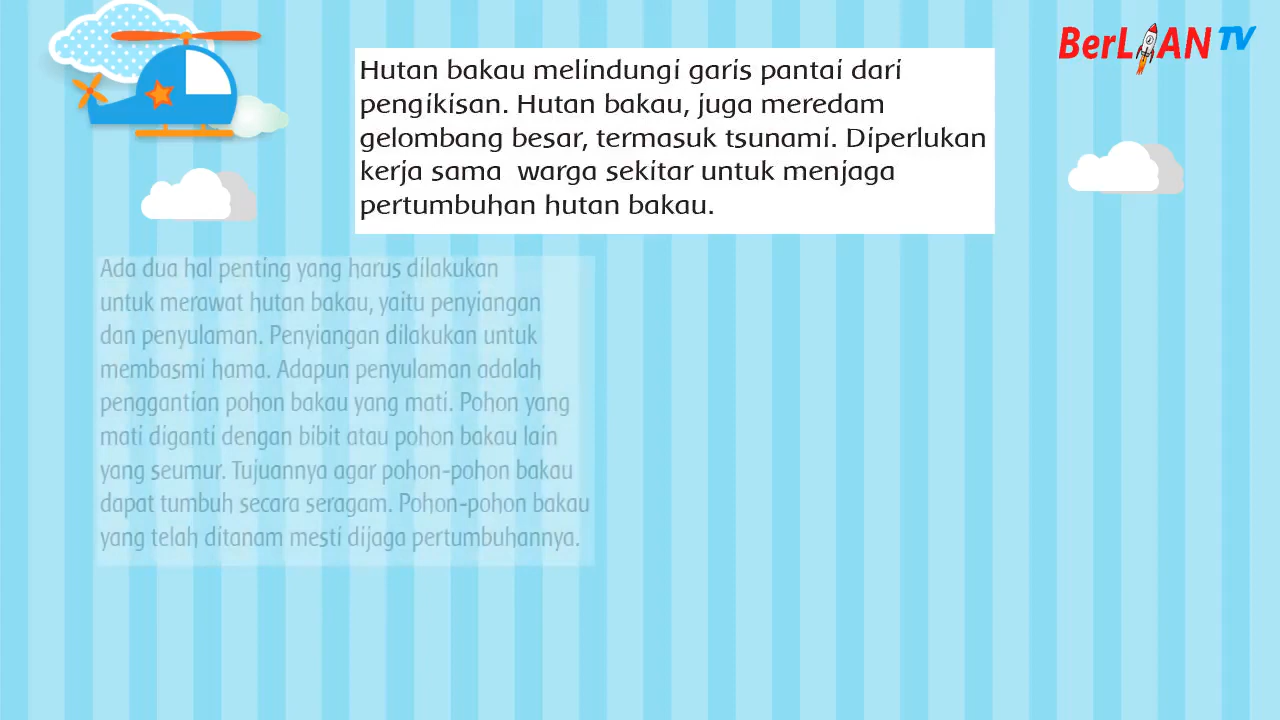 BerLIAN TV
Hutan bakau melindungi garis pantai dari
pengikisan. Hutan bakau, juga meredam
gelombang besar, termasuk tsunami. Diperlukan
kerja sama warga sekitar untuk menjaga
pertumbuhan hutan bakau.
Ada dua hal penting yang harus dilakukan
untuk merawat hutan bakau, yaitu penyiangan
dan penyulaman. Penyiangan dilakukan untuk
membasmi hama. Adapun penyulaman adalah
penggantian pohon bakau yang mati. Pohon yang
mati diganti dengan bibit atau pohon bakau lain
yang seumur. Tujuannya agar pohon-pohon bakau
dapat tumbuh secara seragam. Pohon-pohon bakau
yang telah ditanam mesti dijaga pertumbuhannya.